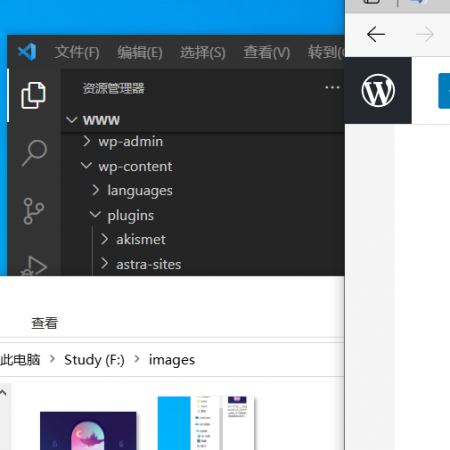 文件(F) 编辑(E) 选择(S) 查看(V) 转到(
资源管理器
WWW
wp-admin
wp-content
languages
plugins
akismet
astra-sites
查看
此电脑 > Study (F:) > images